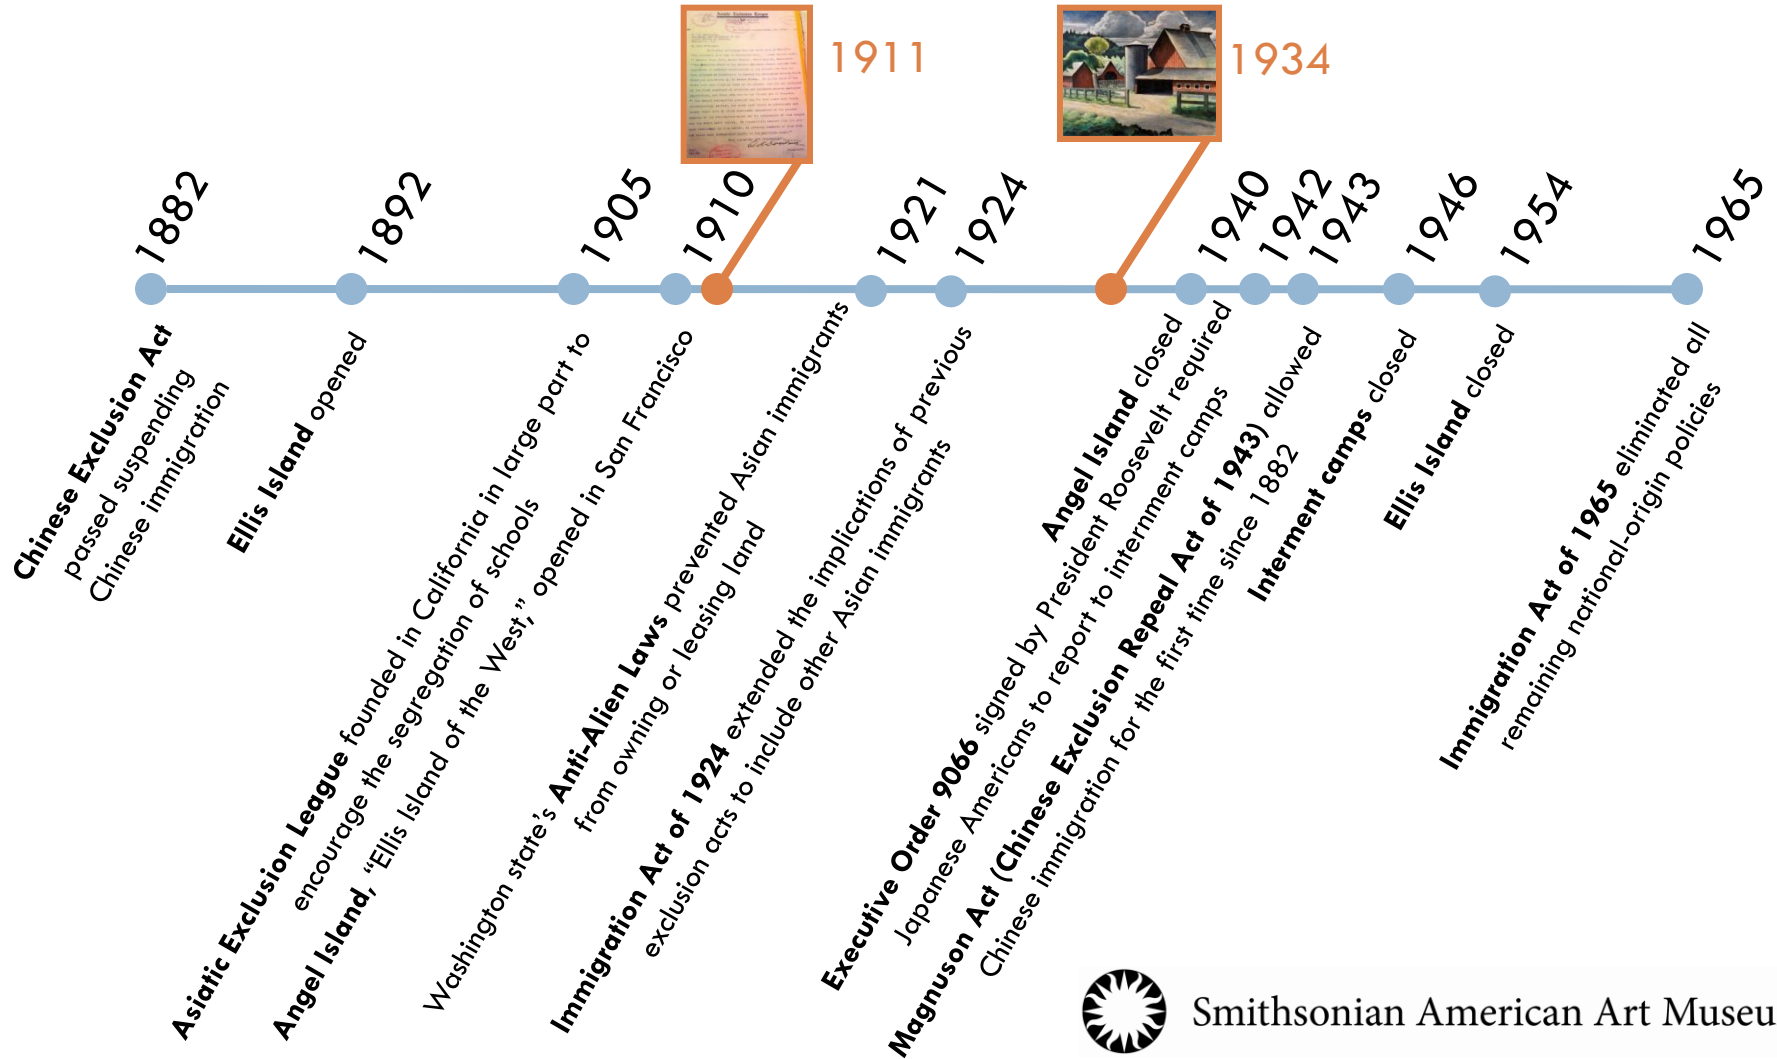 1911
1934
1882
1892
1905
1910
1921
1924
1940
1942
1943
1946
1954
1965
Chinese Exclusion Act
passed suspending
Chinese immigration
Ellis Island opened
Asiatic Exclusion League founded in California in large part to
encourage the segregation of schools
Angel Island, “Ellis Island of the West,” opened in San Francisco
Washington state’s Anti-Alien Laws prevented Asian immigrants
from owning or leasing land
Immigration Act of 1924 extended the implications of previous
exclusion acts to include other Asian immigrants
Angel Island closed
Executive Order 9066 signed by President Roosevelt required
Japanese Americans to report to internment camps
Magnuson Act (Chinese Exclusion Repeal Act of 1943) allowed
Chinese immigration for the first time since 1882
Interment camps closed
Ellis Island closed
Immigration Act of 1965 eliminated all
remaining national-origin policies
Smithsonian American Art Museu